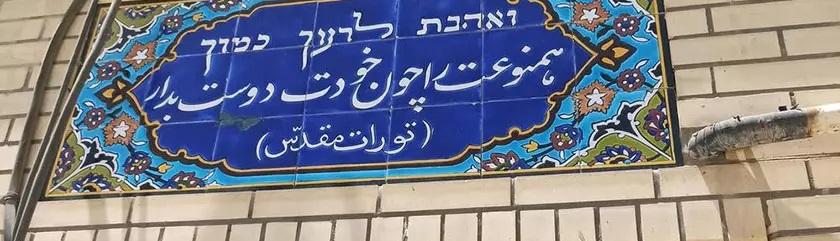 ואהבת לרעך כמוך
همنوعت را چون خودت دوست بدار
(تورات مقدّس)